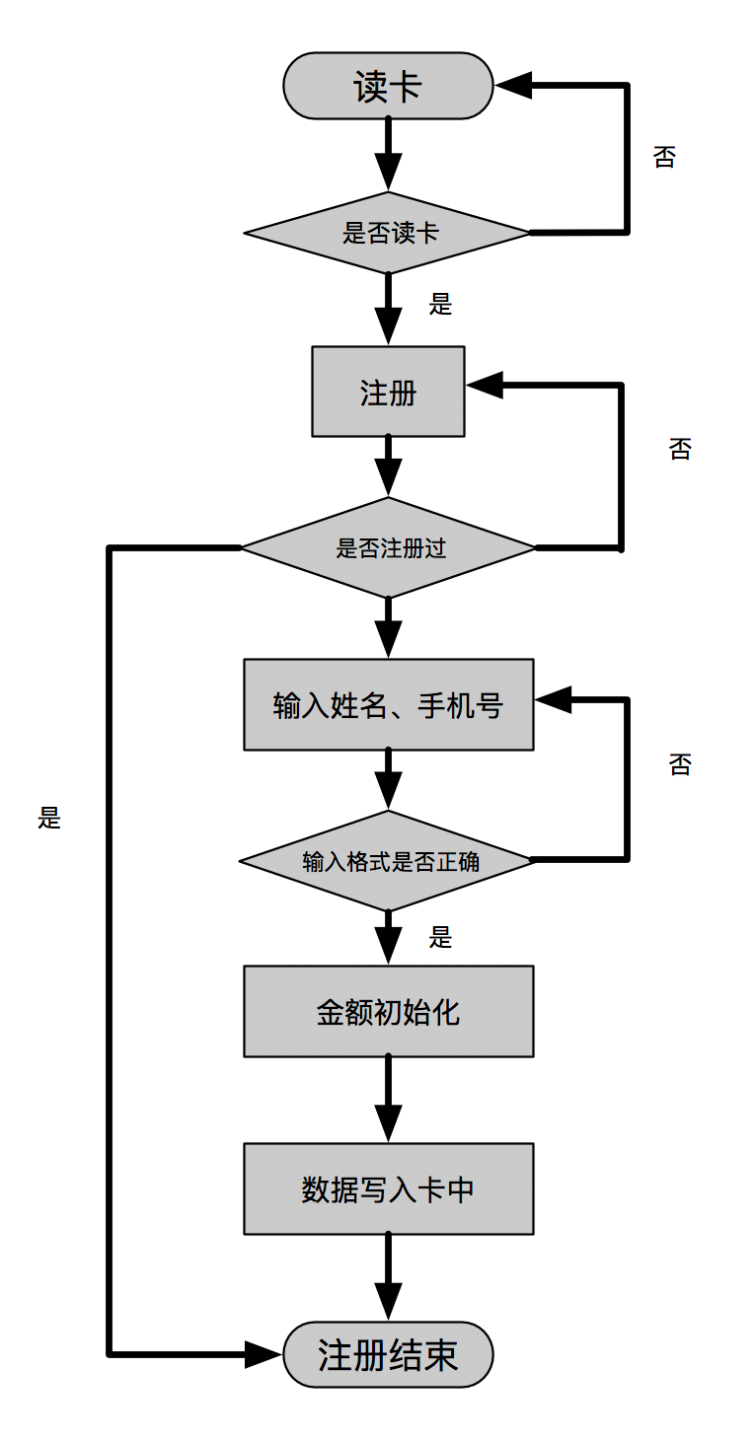 读卡
否
是否读卡
是
注册
否
是否注册过
输入姓名、手机号
否
是
输入格式是否正确
是
金额初始化
数据写入卡中
注册结束